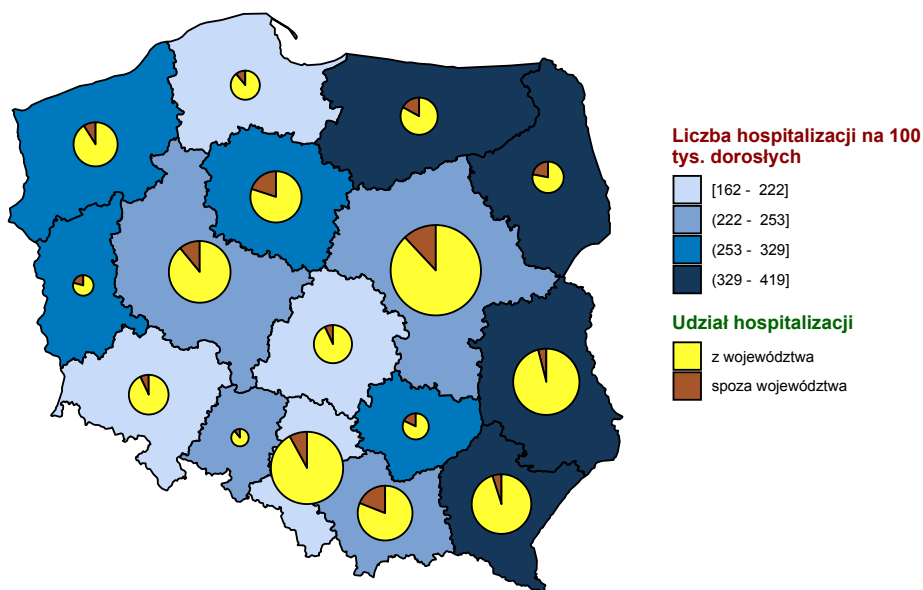 Liczba hospitalizacji na 100
tys. dorosłych
[162 - 222]
(222 - 253]
(253 - 329]
(329 - 419]
Udział hospitalizacji
z województwa
spoza województwa